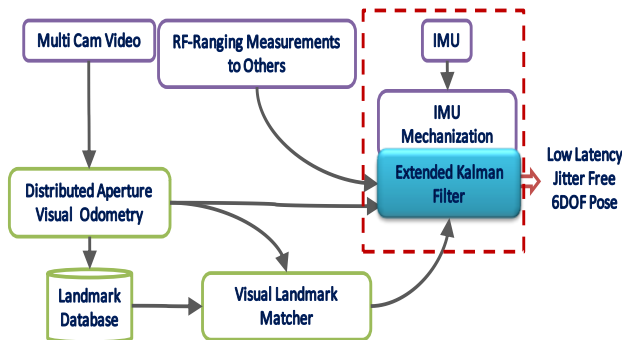 Multi Cam Video
RF-Ranging Measurements
to Others
IMU
IMU
Mechanization
Extended Kalman
Filter
Low Latency
Jitter Free
6DOF Pose
Distributed Aperture
Visual Odometry
Landmark
Database
Visual Landmark
Matcher